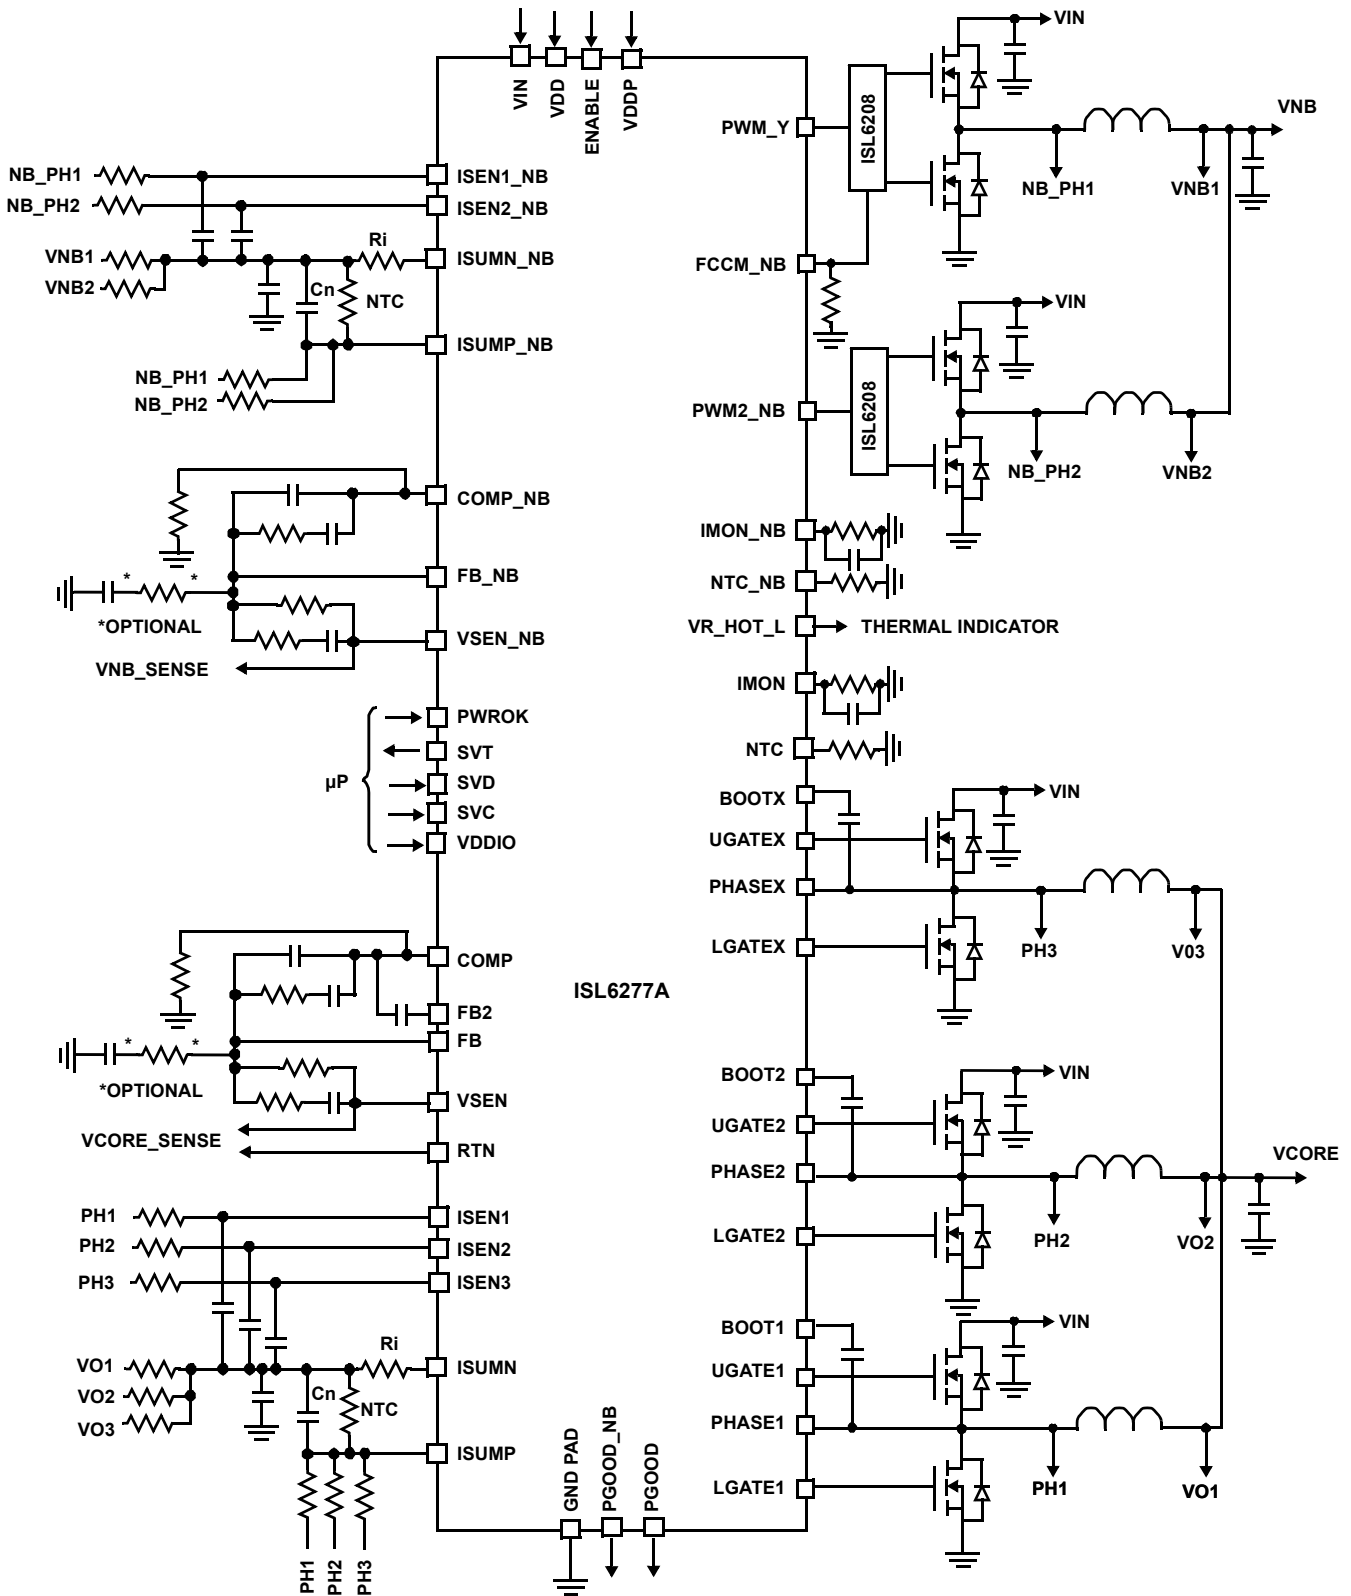 VIN
VDD
ENABLE
VDDP
VIN
PWM_Y
ISL6208
VNB
NB_PH1
VNB1
NB_PH1
ISEN1_NB
NB_PH2
ISEN2_NB
Ri
VNB1
ISUMN_NB
FCCM_NB
VNB2
Cn
NTC
ISUMP_NB
NB_PH1
NB_PH2
VIN
PWM2_NB
ISL6208
NB_PH2
VNB2
COMP_NB
IMON_NB
FB_NB
NTC_NB
* *
*OPTIONAL
VSEN_NB
VR_HOT_L
THERMAL INDICATOR
VNB_SENSE
IMON
PWROK
SVT
NTC
µP
SVD
SVC
VDDIO
BOOTX
VIN
UGATEX
PHASEX
LGATEX
PH3
V03
COMP
ISL6277A
FB2
FB
* *
*OPTIONAL
VSEN
VCORE_SENSE
RTN
BOOT2
VIN
UGATE2
PHASE2
VCORE
LGATE2
PH2
VO2
PH1
ISEN1
PH2
ISEN2
PH3
ISEN3
BOOT1
VIN
Ri
VO1
ISUMN
UGATE1
VO2
Cn
NTC
VO3
PHASE1
ISUMP
LGATE1
PH1
VO1
GND PAD
PGOOD_NB
PGOOD
PH1
PH2
PH3